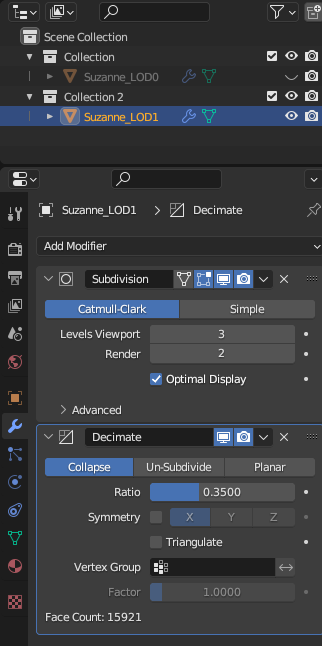 Scene Collection
Collection
Suzanne_LOD0
Collection 2
Suzanne_LOD1
Suzanne_LOD1 > Decimate
Add Modifier
Subdivision
Catmull-Clark Simple
Levels Viewport 3
Render 2
Optimal Display
Advanced
Decimate
Collapse Un-Subdivide Planar
Ratio 0.3500
Symmetry X Y Z
Triangulate
Vertex Group
Factor 1.0000
Face Count: 15921